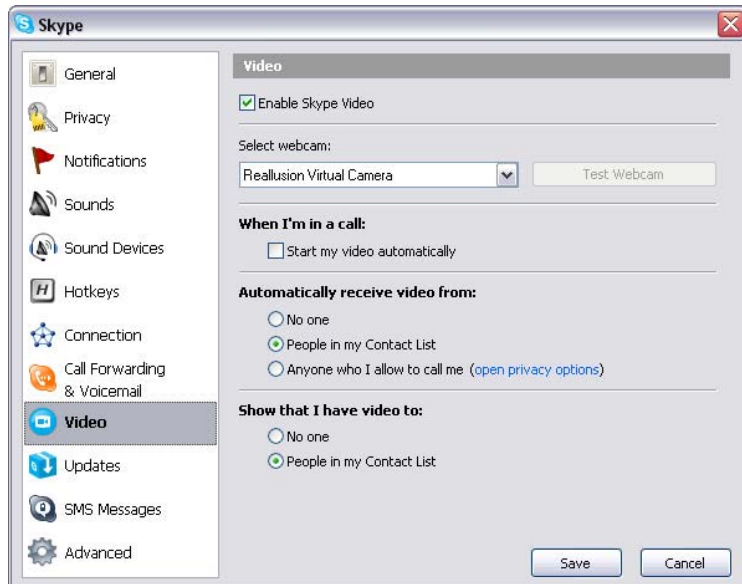 Skype
General
Privacy
Notifications
Sounds
Sound Devices
H Hotkeys
Connection
Call Forwarding
& Voicemail
Video
Updates
SMS Messages
Advanced
Video
Enable Skype Video
Select webcam:
Reallusion Virtual Camera
Test Webcam
When I'm in a call:
Start my video automatically
Automatically receive video from:
No one
People in my Contact List
Anyone who I allow to call me (open privacy options)
Show that I have video to:
No one
People in my Contact List
Save Cancel